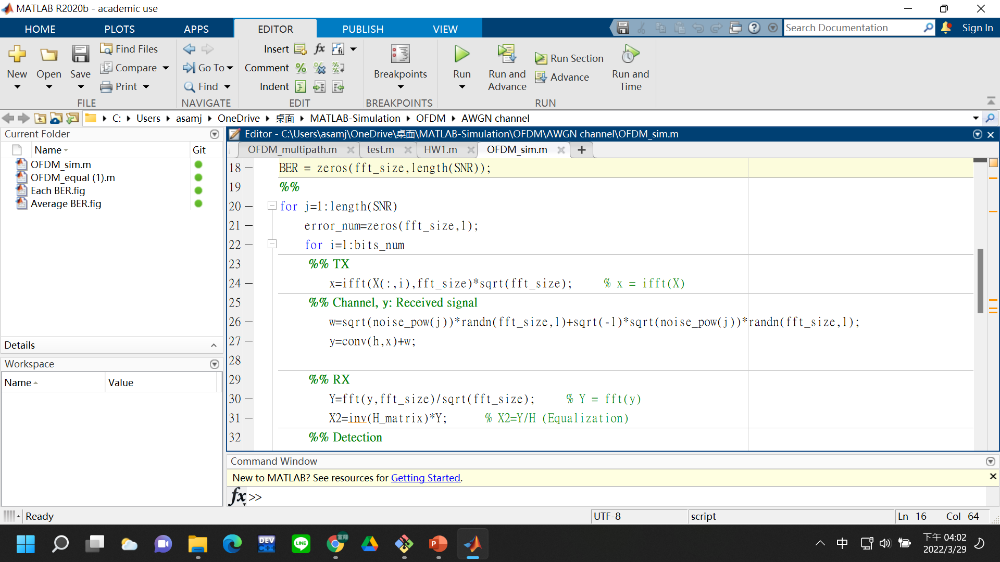 MATLAB R2020b - academic use
HOME PLOTS APPS EDITOR PUBLISH VIEW Search Documentation Sign In
New Open Save Find Files Compare Print
Go To Find
Insert fx fi
Comment
Indent
Breakpoints
Run Run and Advance Run Section Advance Run and Time
FILE NAVIGATE EDIT BREAKPOINTS RUN
C: Users asamj OneDrive 桌面 MATLAB-Simulation OFDM AWGN channel
Current Folder
Name Git
OFDM_sim.m
OFDM_equal (1).m
Each BER.fig
Average BER.fig
Details
Workspace
Name Value
Editor - C:\Users\asamj\OneDrive\桌面\MATLAB-Simulation\OFDM\AWGN channel\OFDM_sim.m
OFDM_multipath.m test.m HW1.m OFDM_sim.m
18 BER = zeros(fft_size,length(SNR));
19 %%
20 for j=1:length(SNR)
21 error_num=zeros(fft_size,1);
22 for i=1:bits_num
23 %% TX
24 x=ifft(X(:,i),fft_size)*sqrt(fft_size); % x = ifft(X)
25 %% Channel, y: Received signal
26 w=sqrt(noise_pow(j))*randn(fft_size,1)+sqrt(-1)*sqrt(noise_pow(j))*randn(fft_size,1);
27 y=conv(h,x)+w;
28
29 %% RX
30 Y=fft(y,fft_size)/sqrt(fft_size); % Y = fft(y)
31 X2=inv(H_matrix)*Y; % X2=Y/H (Equalization)
32 %% Detection
Command Window
New to MATLAB? See resources for Getting Started.
fx >>
Ready UTF-8 script Ln 16 Col 64
DEV C++ LINE 宜翔 P 中 下午 04:02
2022/3/29